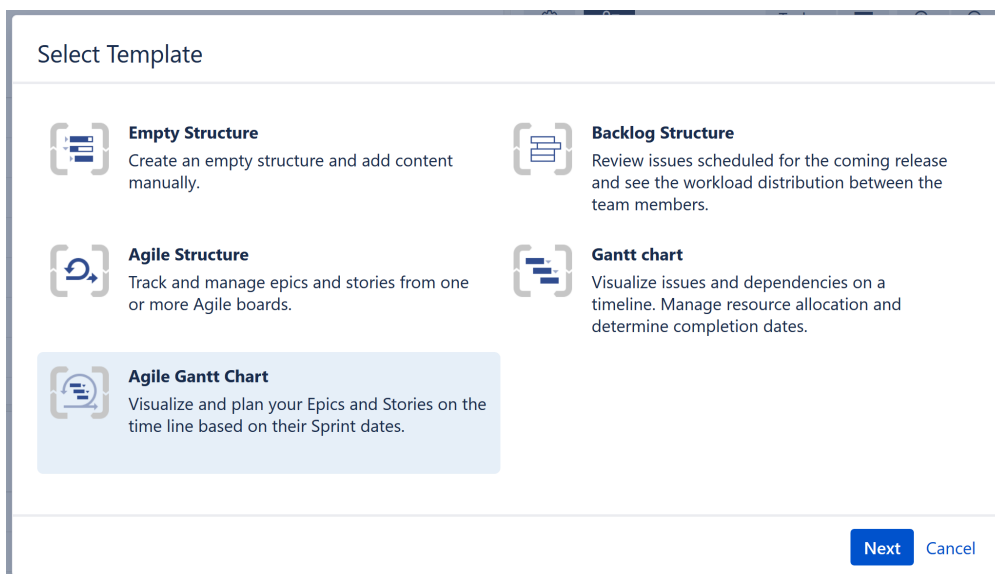 Select Template
Empty Structure
Create an empty structure and add content
manually.
Backlog Structure
Review issues scheduled for the coming release
and see the workload distribution between the
team members.
Agile Structure
Track and manage epics and stories from one
or more Agile boards.
Gantt chart
Visualize issues and dependencies on a
timeline. Manage resource allocation and
determine completion dates.
Agile Gantt Chart
Visualize and plan your Epics and Stories on the
time line based on their Sprint dates.
Next Cancel